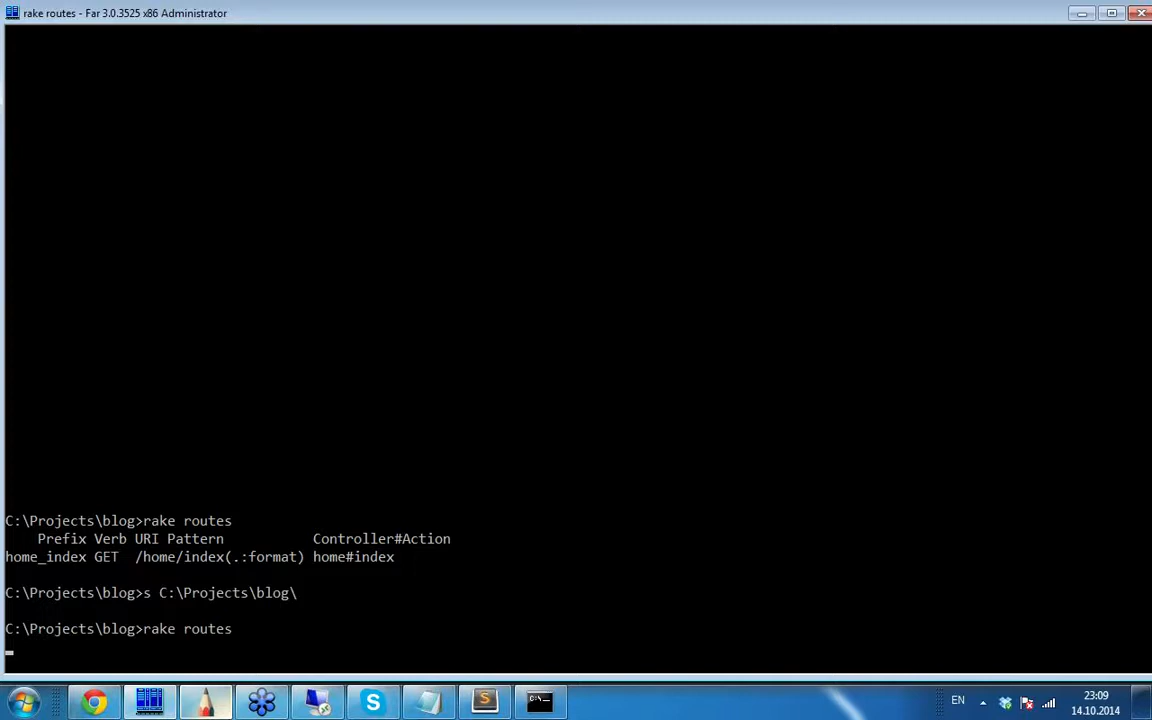 rake routes - Far 3.0.3525 x86 Administrator
C:\Projects\blog>rake routes
Prefix Verb URI Pattern Controller#Action
home_index GET /home/index(.:format) home#index
C:\Projects\blog>s C:\Projects\blog\
C:\Projects\blog>rake routes
EN
23:09
14.10.2014